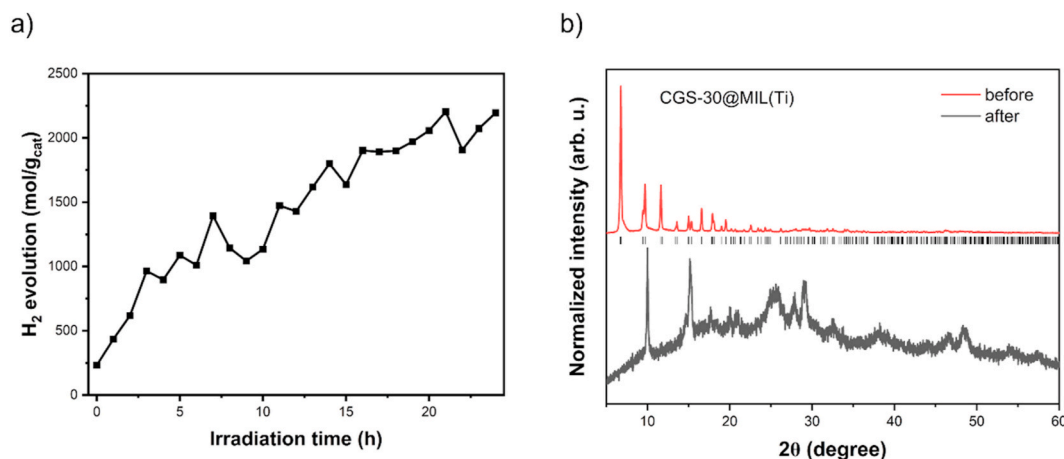 a)
2500
2000
1500
1000
500
0
H₂ evolution (mol/g_cat)
0 5 10 15 20
Irradiation time (h)
b)
CGS-30@MIL(Ti)
before
after
Normalized intensity (arb. u.)
10 20 30 40 50 60
2θ (degree)